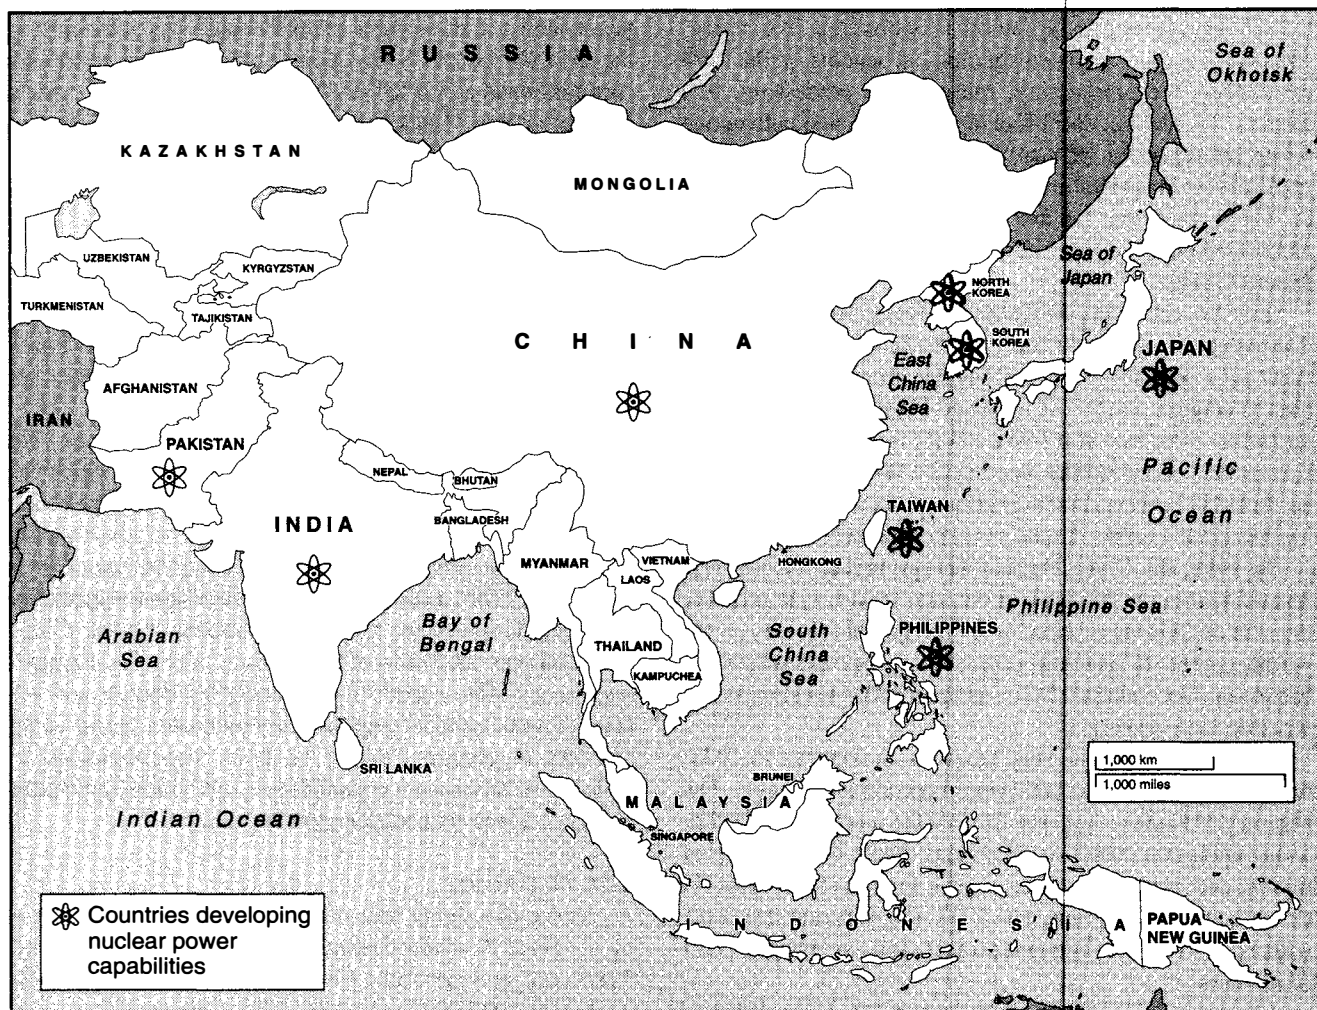 RUSSIA
Sea of
Okhotsk
KAZAKHSTAN
MONGOLIA
UZBEKISTAN
KYRGYZSTAN
Sea of
Japan
TURKMENISTAN
TAJIKISTAN
NORTH
KOREA
CHINA
SOUTH
KOREA
JAPAN
AFGHANISTAN
East
China
Sea
IRAN
PAKISTAN
NEPAL
BHUTAN
Pacific
Ocean
INDIA
BANGLADESH
TAIWAN
MYANMAR
VIETNAM
LAOS
HONGKONG
Arabian
Sea
Bay of
Bengal
THAILAND
KAMPUCHEA
South
China
Sea
PHILIPPINES
Philippine Sea
SRI LANKA
BRUNEI
MALAYSIA
SINGAPORE
1,000 km
1,000 miles
Indian Ocean
INDONESIA
PAPUA
NEW GUINEA
Countries developing
nuclear power
capabilities